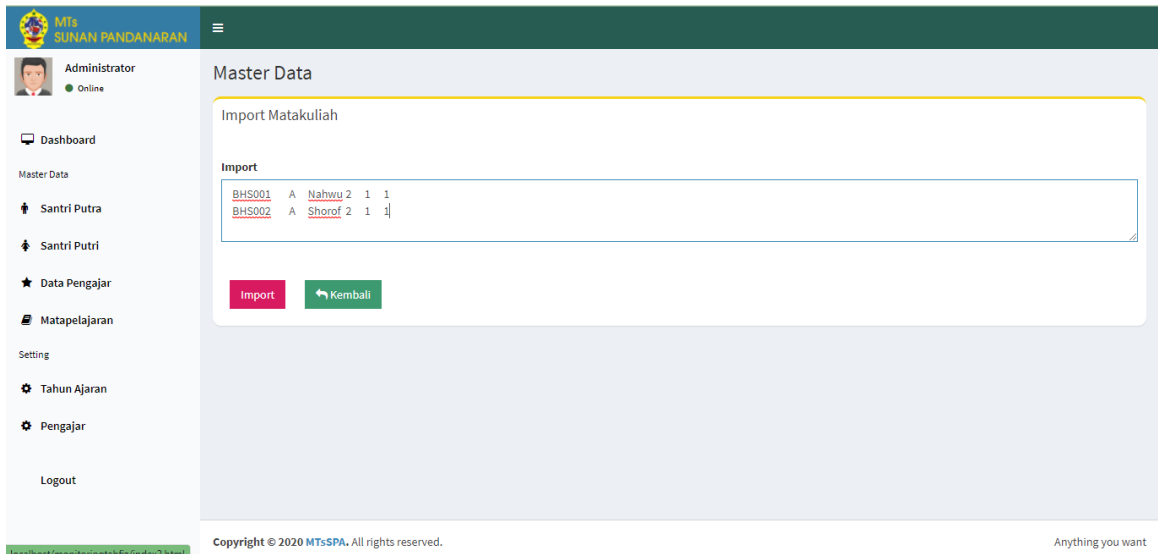 MTs
SUNAN PANDANARAN
Administrator
Online
Dashboard
Master Data
Santri Putra
Santri Putri
Data Pengajar
Matapelajaran
Setting
Tahun Ajaran
Pengajar
Logout
Master Data
Import Matakuliah
Import
BHS001 A Nahwu 2 1 1
BHS002 A Shorof 2 1 1
Import Kembali
Copyright © 2020 MTsSPA. All rights reserved. Anything you want